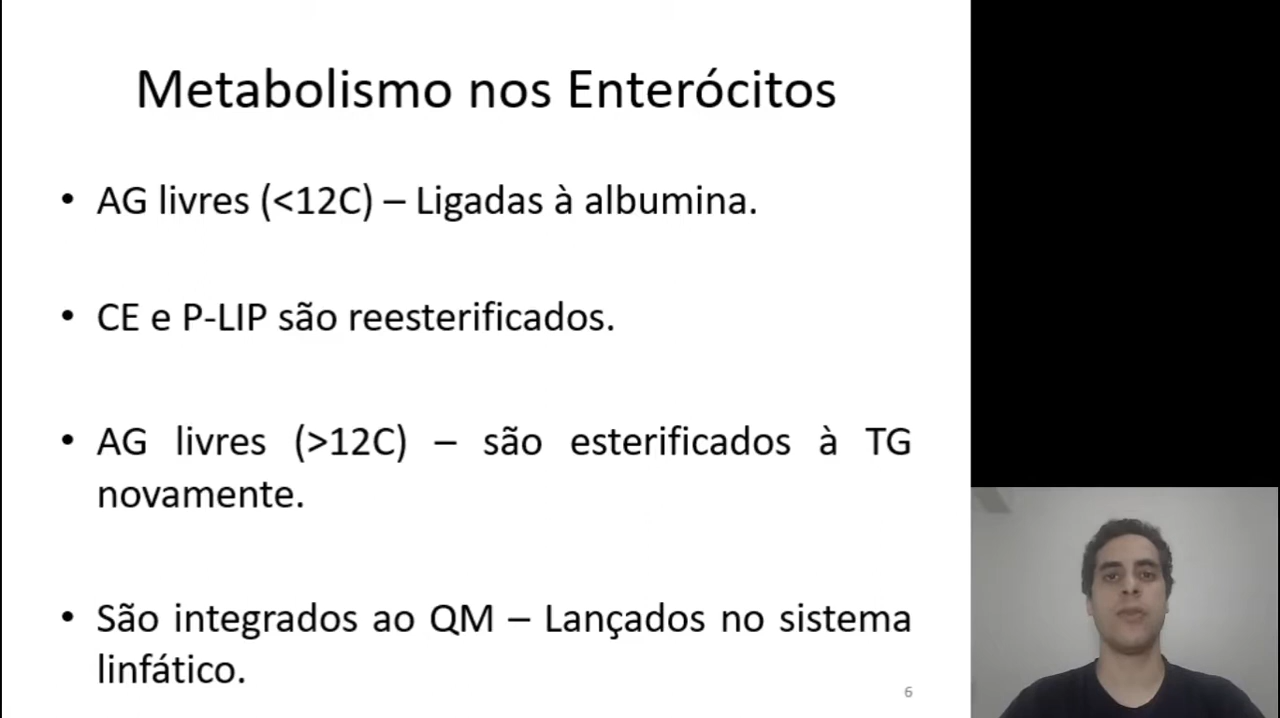 Metabolismo nos Enterócitos
• AG livres (<12C) – Ligadas à albumina.
• CE e P-LIP são reesterificados.
• AG livres (>12C) – são esterificados à TG
novamente.
• São integrados ao QM – Lançados no sistema
linfático.
6